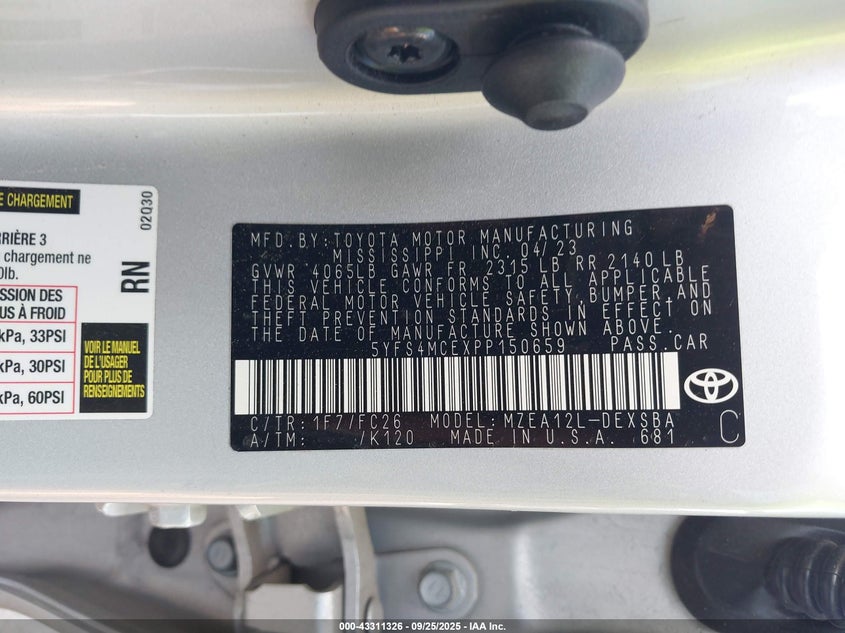 E CHARGEMENT
RRIÈRE 3
chargement ne
0lb.
SSION DES
US À FROID
kPa, 33PSI
kPa, 30PSI
kPa, 60PSI
02030
RN
VOIR LE MANUEL
DE L'USAGER
POUR PLUS DE
RENSEIGNEMENTS
MFD. BY: TOYOTA MOTOR MANUFACTURING
MISSISSIPPI INC. 04/23
GVWR 4065LB GAWR FR. 2315 LB RR 2140 LB
THIS VEHICLE CONFORMS TO ALL APPLICABLE
FEDERAL MOTOR VEHICLE SAFETY, BUMPER, AND
THEFT PREVENTION STANDARDS IN EFFECT ON
THE DATE OF MANUFACTURE SHOWN ABOVE.
5YFS4MCEXPP150659 PASS.CAR
C/TR: 1F7/FC26 MODEL: MZEA12L-DEXSBA
A/TM: /K120 MADE IN U.S.A. 681 C
000-43311326 - 09/25/2025 - IAA Inc.